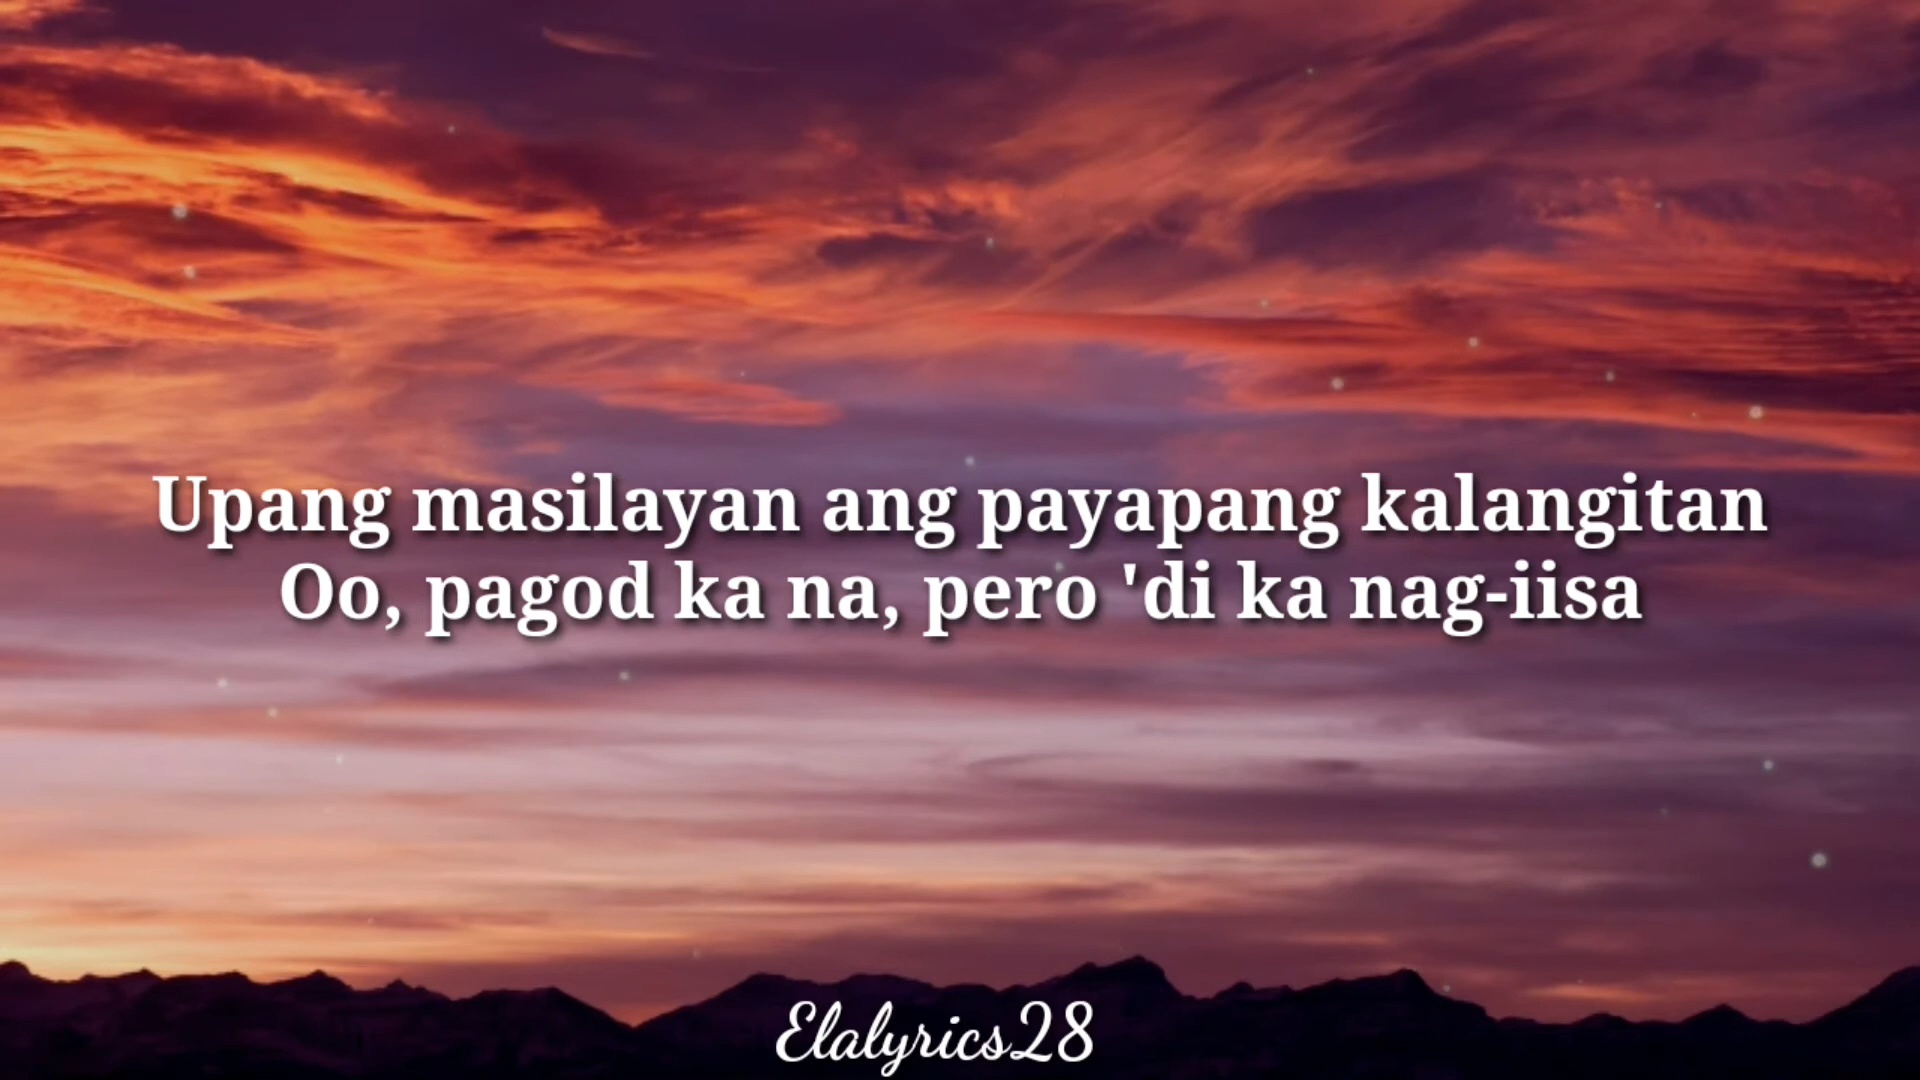 Upang masilayan ang payapang kalangitan
Oo, pagod ka na, pero 'di ka nag-iisa
Elalyrics28